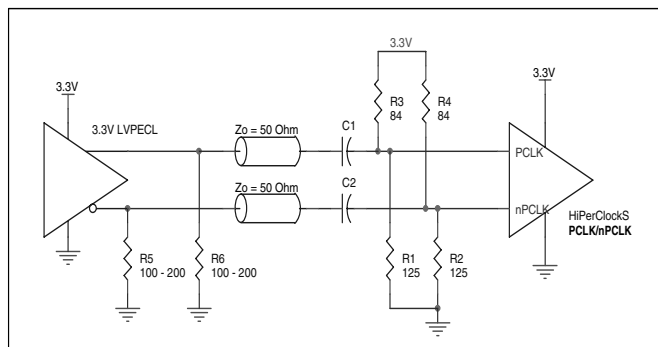 3.3V
3.3V
3.3V
3.3V LVPECL
R3
84
R4
84
Zo = 50 Ohm
C1
PCLK
Zo = 50 Ohm
C2
nPCLK
HiPerClockS
PCLK/nPCLK
R5
100 - 200
R6
100 - 200
R1
125
R2
125